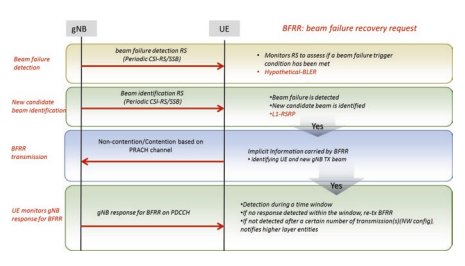 gNB
UE
BFRR: beam failure recovery request
Beam failure
detection
beam failure detection RS
(Periodic CSI-RS/SSB)
•Monitors RS to assess if a beam failure trigger
condition has been met
•Hypothetical-BLER
New candidate
beam identification
Beam identification RS
(Periodic CSI-RS/SSB)
•Beam failure is detected
•New candidate beam is identified
•L1-RSRP
Yes
BFRR
transmission
Non-contention/Contention based on
PRACH channel
Implicit Information carried by BFRR
•Identifying UE and new gNB TX beam
Yes
UE monitors gNB
response for BFRR
gNB response for BFRR on PDCCH
•Detection during a time window
•If no response detected within the window, re-tx BFRR
•If not detected after a certain number of transmission(s)(NW config),
notifies higher layer entities